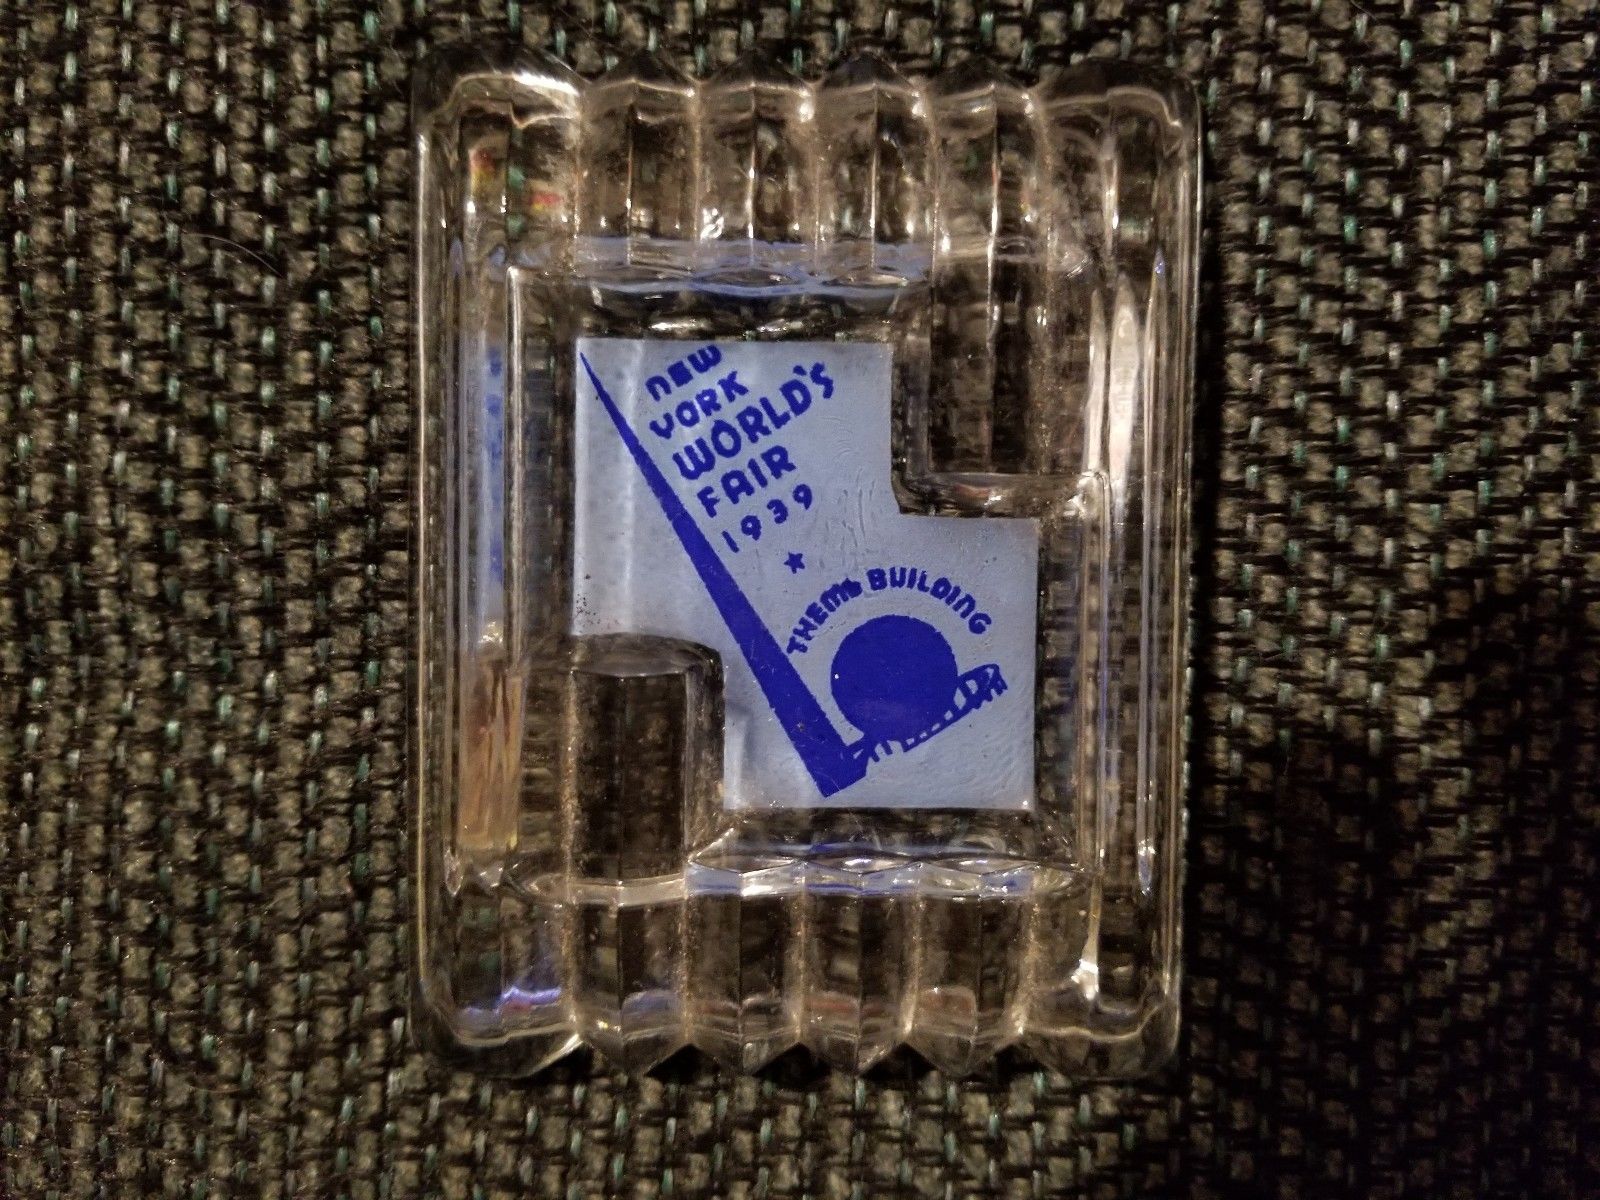 NEW
YORK
WORLD'S
FAIR
1939
THEME BUILDING